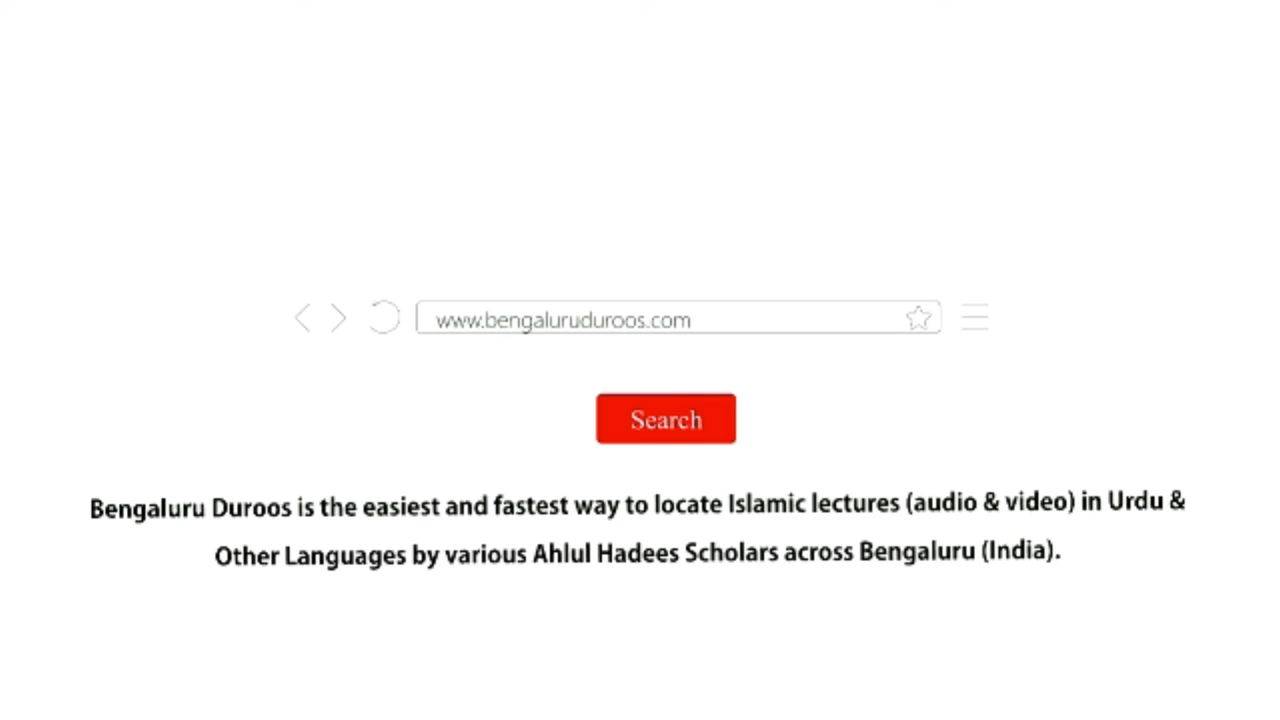 www.bengaluruduroos.com
Search
Bengaluru Duroos is the easiest and fastest way to locate Islamic lectures (audio & video) in Urdu &
Other Languages by various Ahlul Hadees Scholars across Bengaluru (India).